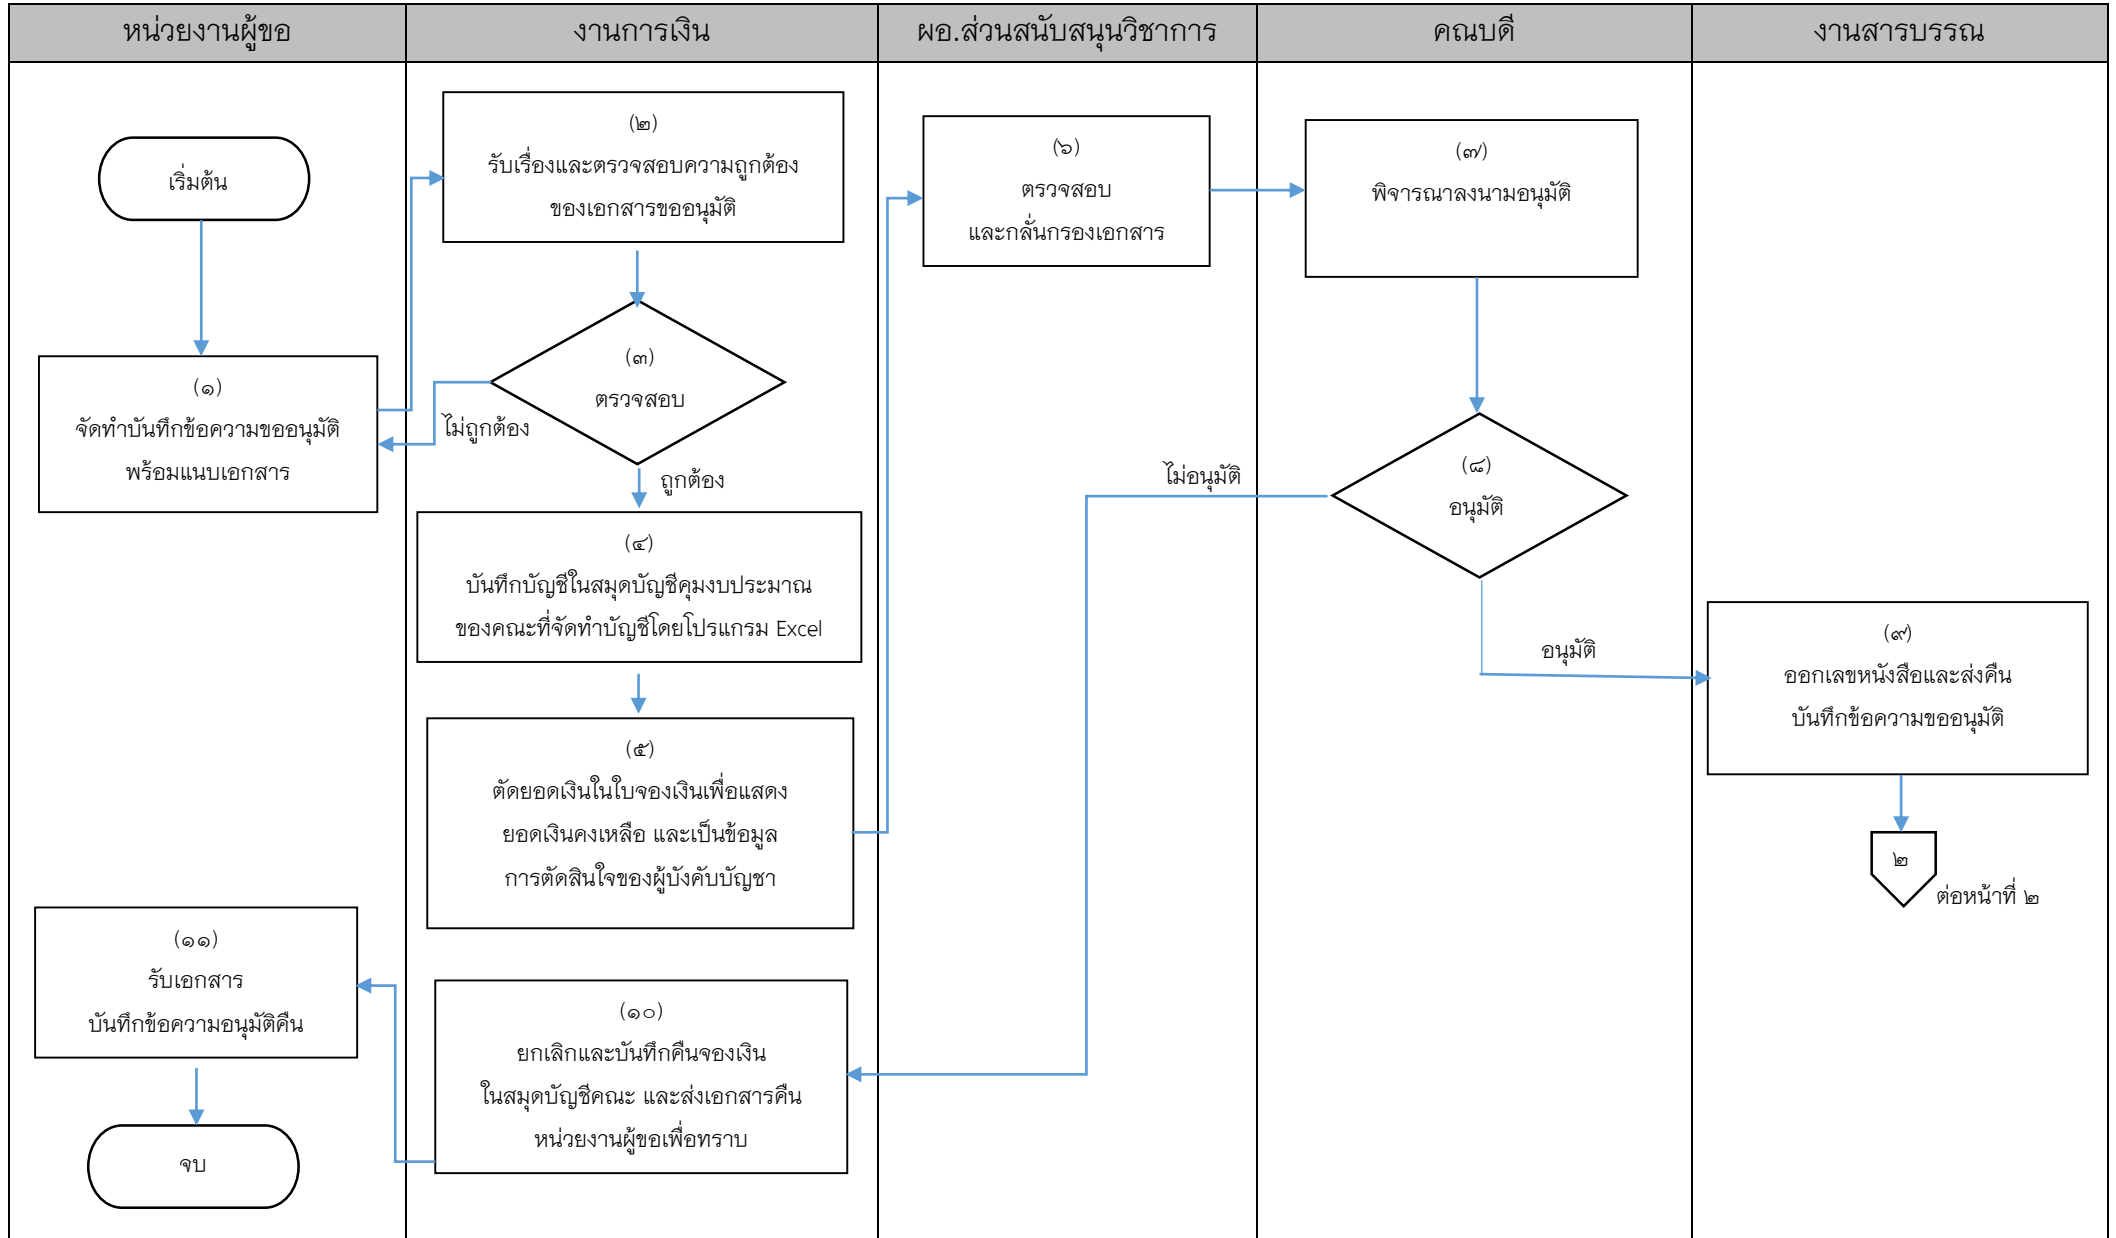 หน่วยงานผู้ขอ
งานการเงิน
ผอ.ส่วนสนับสนุนวิชาการ
คณบดี
งานสารบรรณ
เริ่มต้น
(๑)
จัดทำบันทึกข้อความขออนุมัติ
พร้อมแนบเอกสาร
(๒)
รับเรื่องและตรวจสอบความถูกต้อง
ของเอกสารขออนุมัติ
(๓)
ตรวจสอบ
ไม่ถูกต้อง
ถูกต้อง
(๔)
บันทึกบัญชีในสมุดบัญชีคุมงบประมาณ
ของคณะที่จัดทำบัญชีโดยโปรแกรม Excel
(๕)
ตัดยอดเงินในใบจองเงินเพื่อแสดง
ยอดเงินคงเหลือ และเป็นข้อมูล
การตัดสินใจของผู้บังคับบัญชา
(๖)
ตรวจสอบ
และกลั่นกรองเอกสาร
(๗)
พิจารณาลงนามอนุมัติ
(๘)
อนุมัติ
ไม่อนุมัติ
อนุมัติ
(๙)
ออกเลขหนังสือและส่งคืน
บันทึกข้อความขออนุมัติ
๒
ต่อหน้าที่ ๒
(๑๐)
ยกเลิกและบันทึกคืนจองเงิน
ในสมุดบัญชีคณะ และส่งเอกสารคืน
หน่วยงานผู้ขอเพื่อทราบ
(๑๑)
รับเอกสาร
บันทึกข้อความอนุมัติคืน
จบ